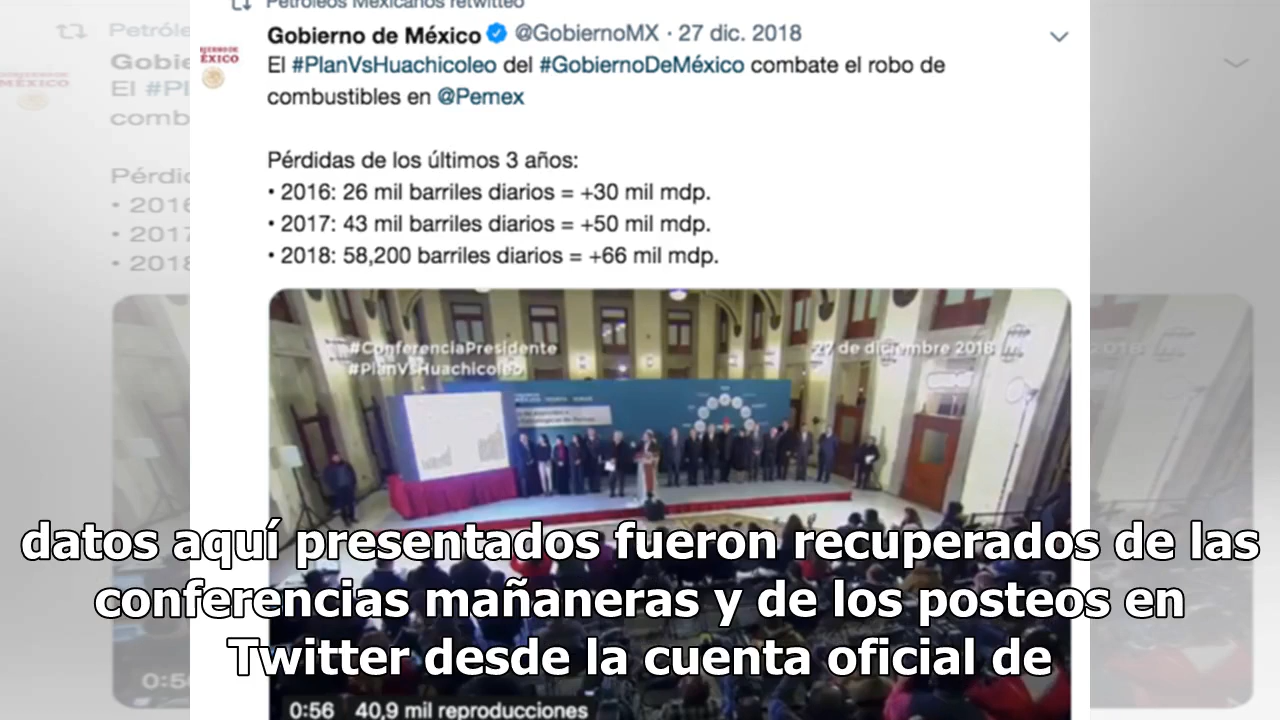 Petróleos Mexicanos retwitteó
Gobierno de México @GobiernoMX · 27 dic. 2018
El #PlanVsHuachicoleo del #GobiernoDeMéxico combate el robo de
combustibles en @Pemex
Pérdidas de los últimos 3 años:
• 2016: 26 mil barriles diarios = +30 mil mdp.
• 2017: 43 mil barriles diarios = +50 mil mdp.
• 2018: 58,200 barriles diarios = +66 mil mdp.
#ConferenciaPresidente
#PlanVsHuachicoleo
27 de diciembre 2018
datos aquí presentados fueron recuperados de las
conferencias mañaneras y de los posteos en
Twitter desde la cuenta oficial de
0:56 40,9 mil reproducciones